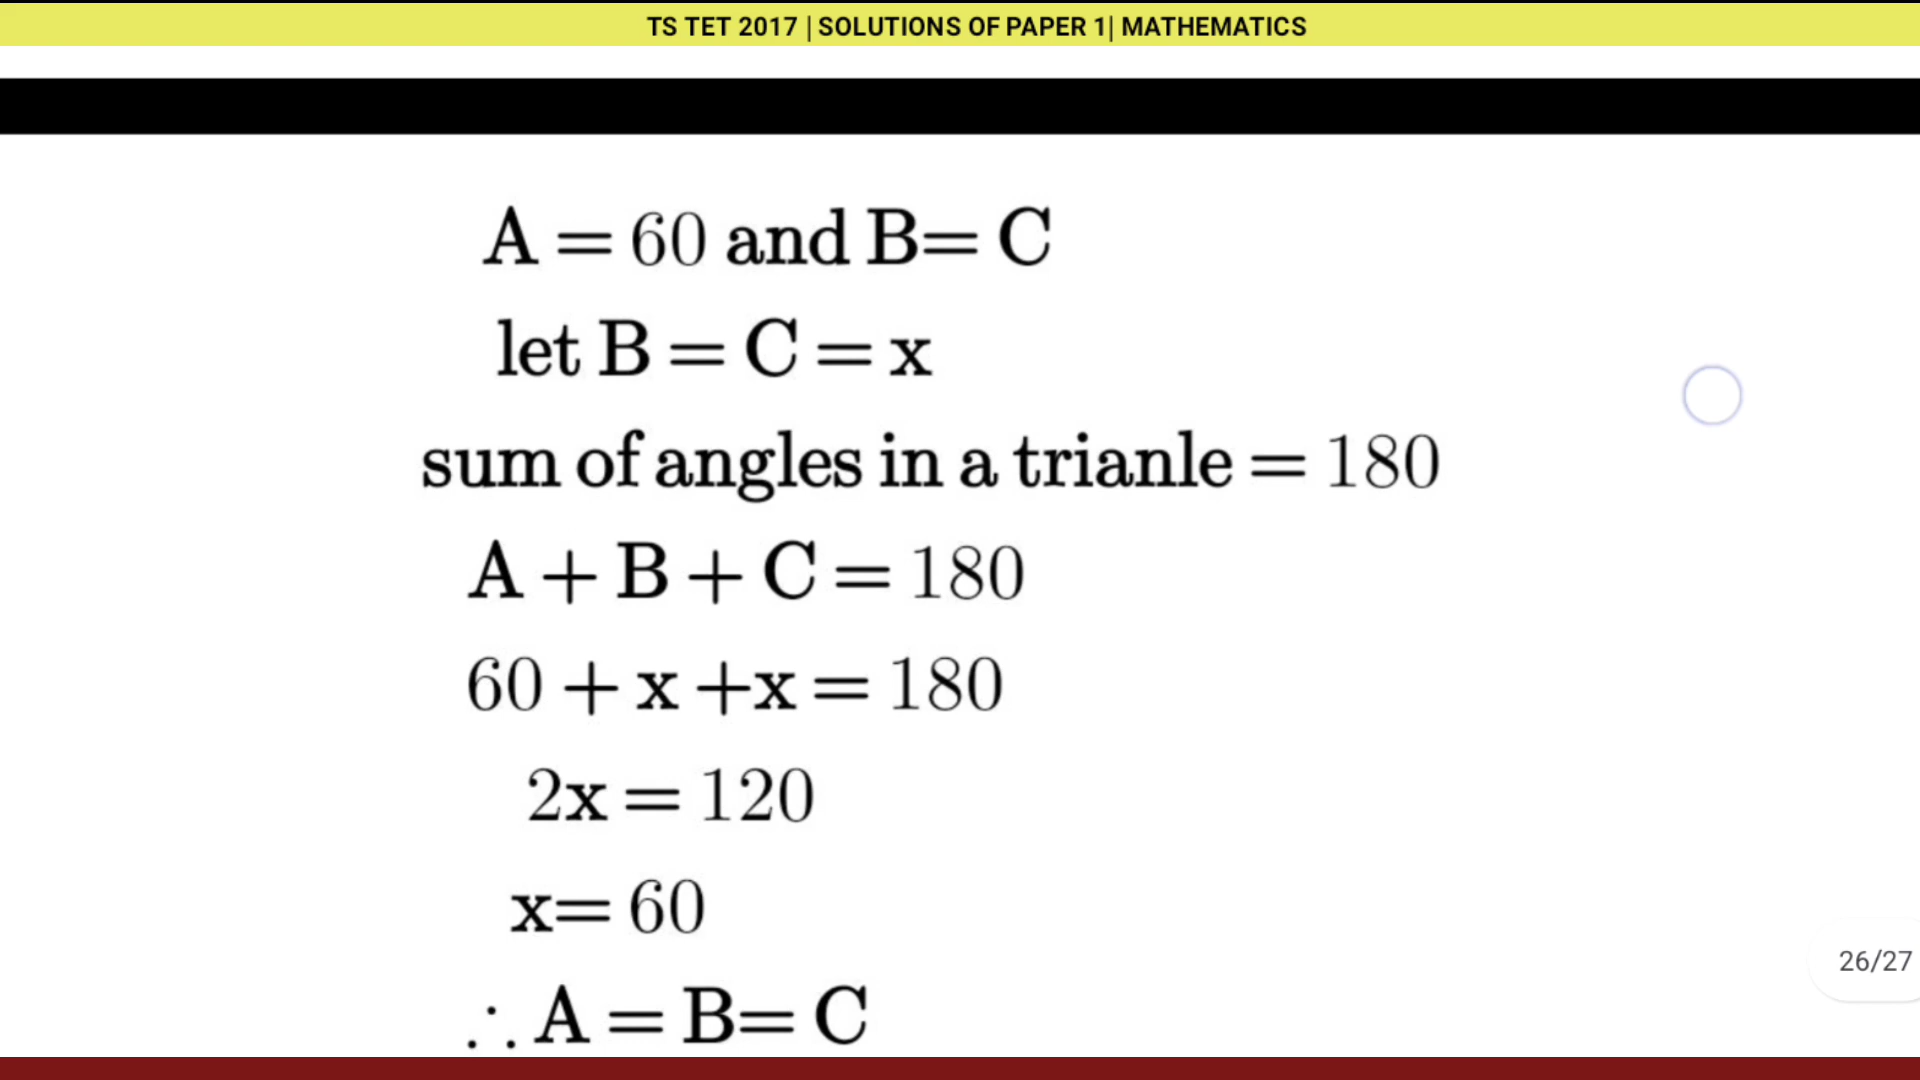 TS TET 2017 | SOLUTIONS OF PAPER 1| MATHEMATICS
A = 60 and B= C
let B = C = x
sum of angles in a trianle = 180
A + B + C = 180
60 + x +x = 180
2x = 120
x= 60
∴ A = B= C
26/27